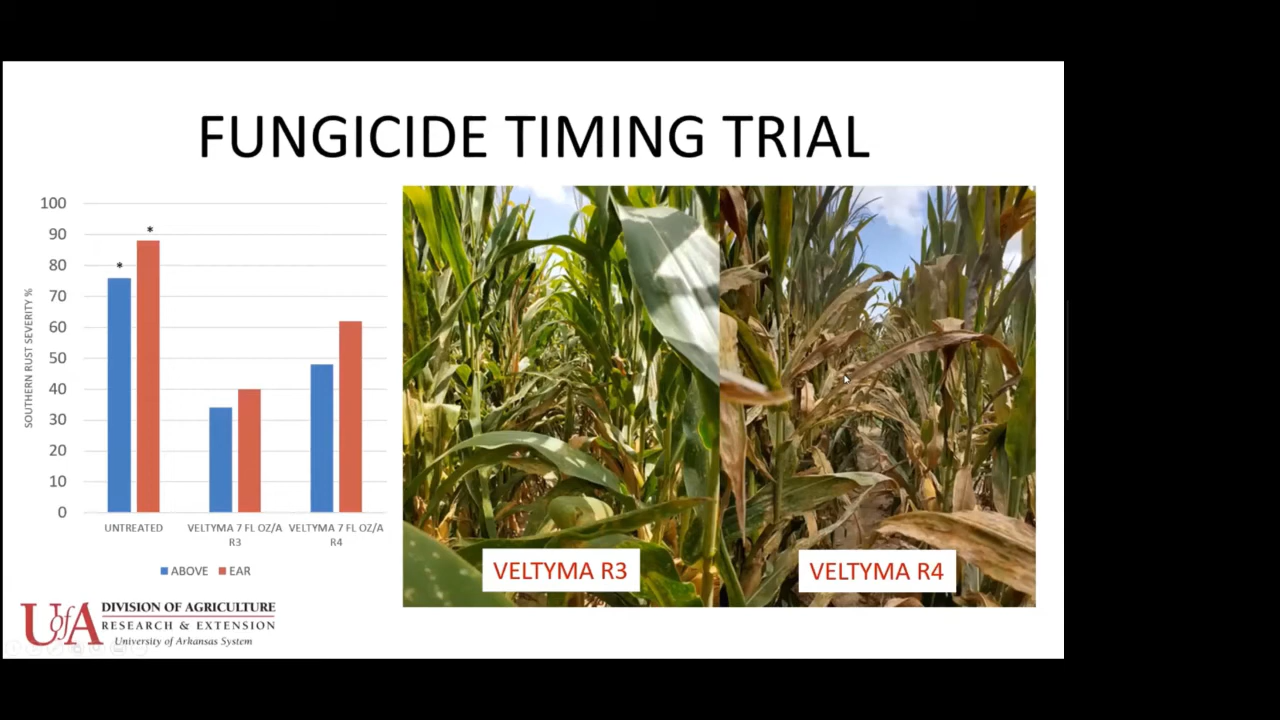 FUNGICIDE TIMING TRIAL
100
90
80
70
60
50
40
30
20
10
0
SOUTHERN RUST SEVERITY %
*
*
UNTREATED
VELTYMA 7 FL OZ/A
R3
VELTYMA 7 FL OZ/A
R4
ABOVE
EAR
VELTYMA R3
VELTYMA R4
UofA
DIVISION OF AGRICULTURE
RESEARCH & EXTENSION
University of Arkansas System